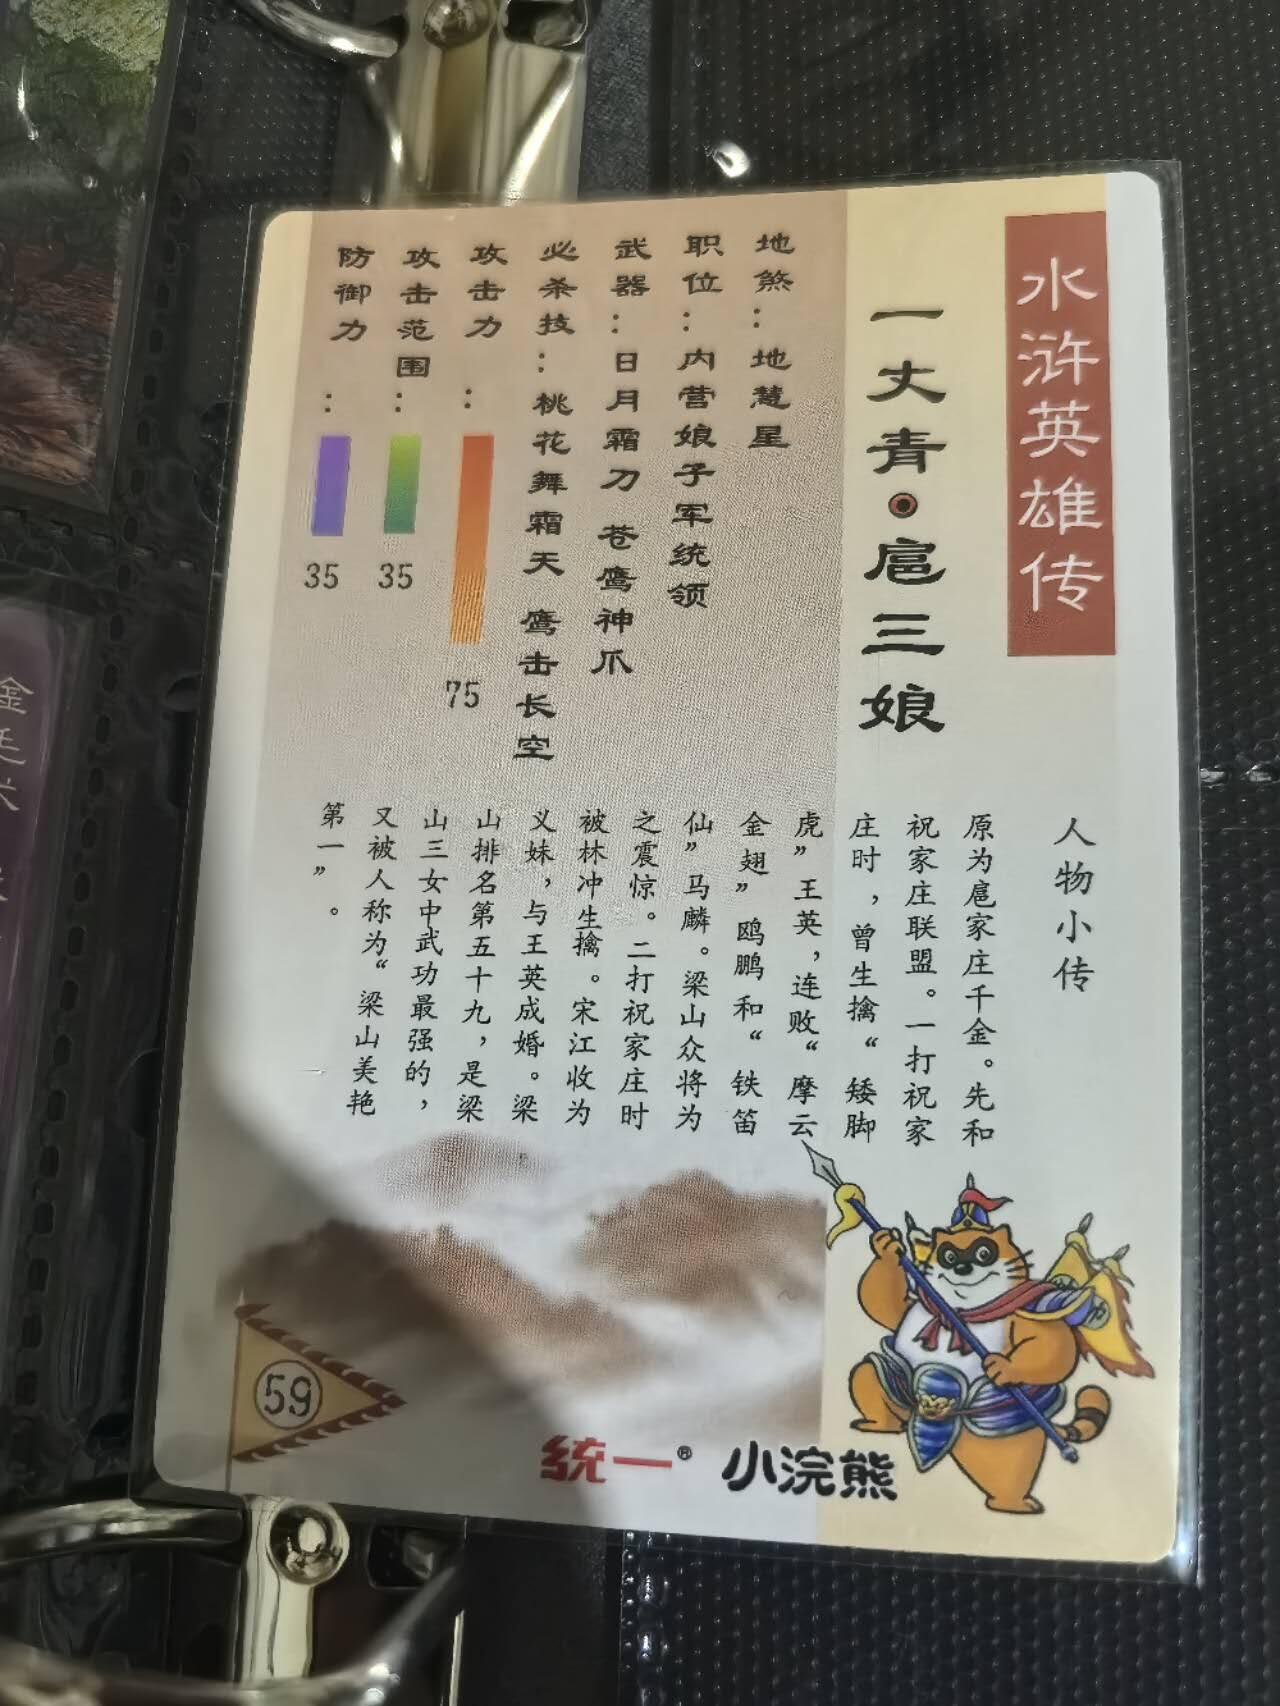 水浒英雄传
一丈青·扈三娘
地煞：地慧星
职位：内营娘子军统领
武器：日月霜刀 苍鹰神爪
必杀技：桃花舞霜天 鹰击长空
攻击力：
75
攻击范围：
35
防御力：
35
人物小传
原为扈家庄千金。先和
祝家庄联盟。一打祝家
庄时，曾生擒“矮脚
虎”王英，连败“摩云
金翅”鸥鹏和“铁笛
仙”马麟。梁山众将为
之震惊。二打祝家庄时
被林冲生擒。宋江收为
义妹，与王英成婚。梁
山排名第五十九，是梁
山三女中武功最强的，
又被人称为“梁山美艳
第一”。
59
统一® 小浣熊